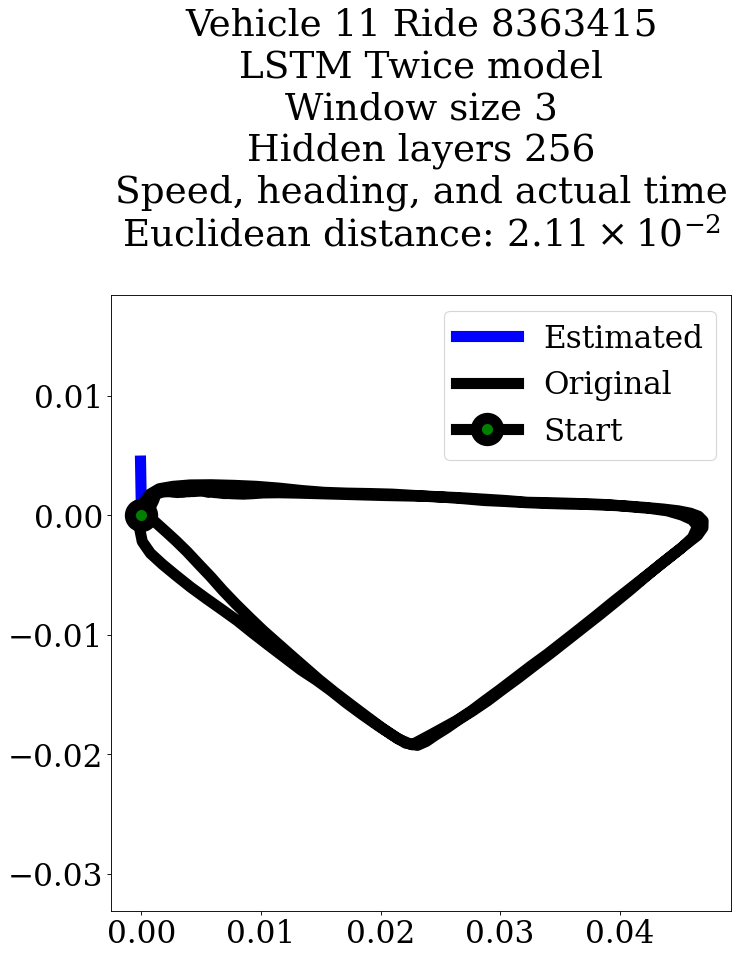 Vehicle 11 Ride 8363415
LSTM Twice model
Window size 3
Hidden layers 256
Speed, heading, and actual time
Euclidean distance: 2.11 × 10⁻²
Estimated
Original
Start
0.01
0.00
−0.01
−0.02
−0.03
0.00 0.01 0.02 0.03 0.04